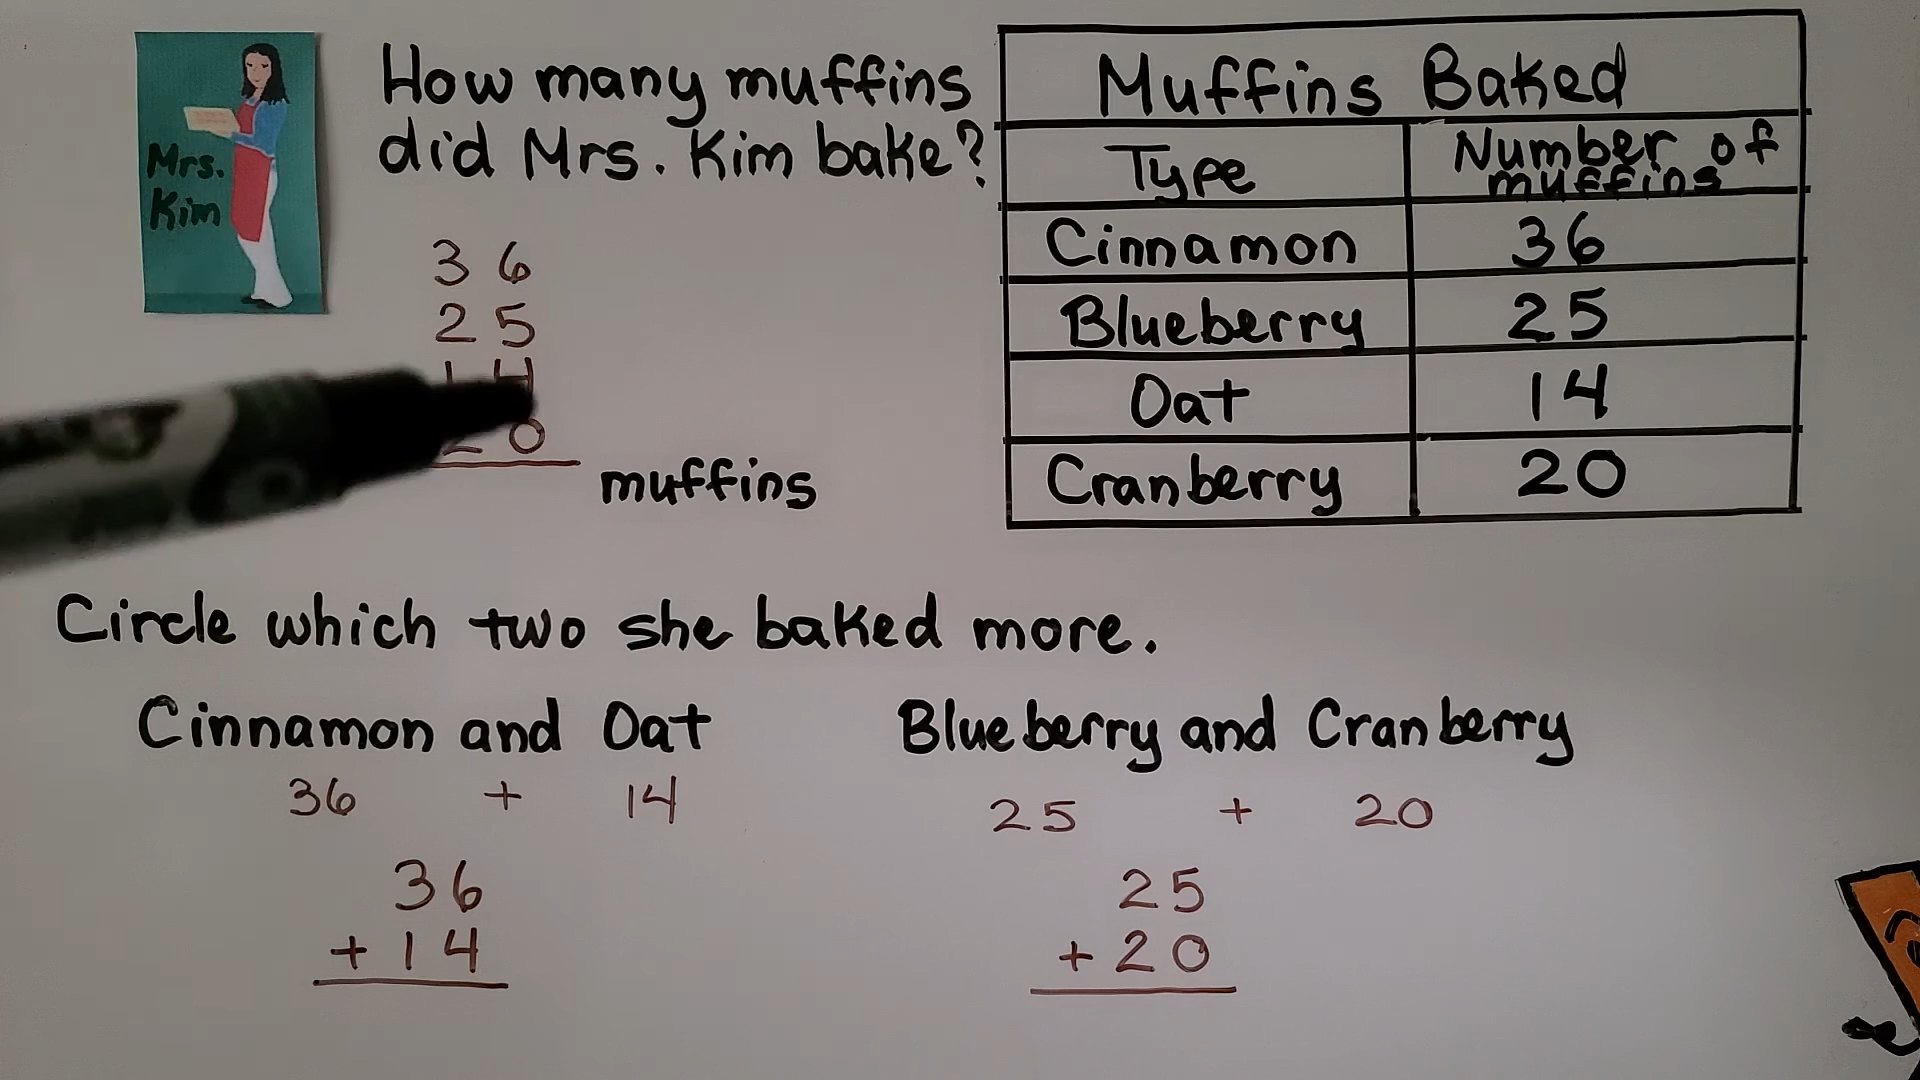 Mrs.
Kim
How many muffins
did Mrs. Kim bake?
36
25
14
20
muffins
Muffins Baked
Type Number of muffins
Cinnamon 36
Blueberry 25
Oat 14
Cranberry 20
Circle which two she baked more.
Cinnamon and Oat
36 + 14
36
+ 14
Blueberry and Cranberry
25 + 20
25
+ 20